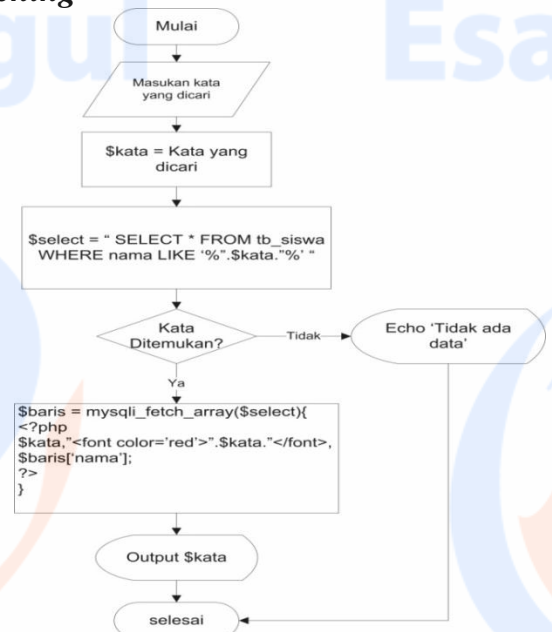 Mulai
Masukan kata
yang dicari
$kata = Kata yang
dicari
$select = “ SELECT * FROM tb_siswa
WHERE nama LIKE ‘%”.$kata.”%’ “
Kata
Ditemukan?
Tidak
Echo ‘Tidak ada
data’
Ya
$baris = mysqli_fetch_array($select){
<?php
$kata,”<font color=’red’>”.$kata.”</font>,
$baris[‘nama’];
?>
}
Output $kata
selesai